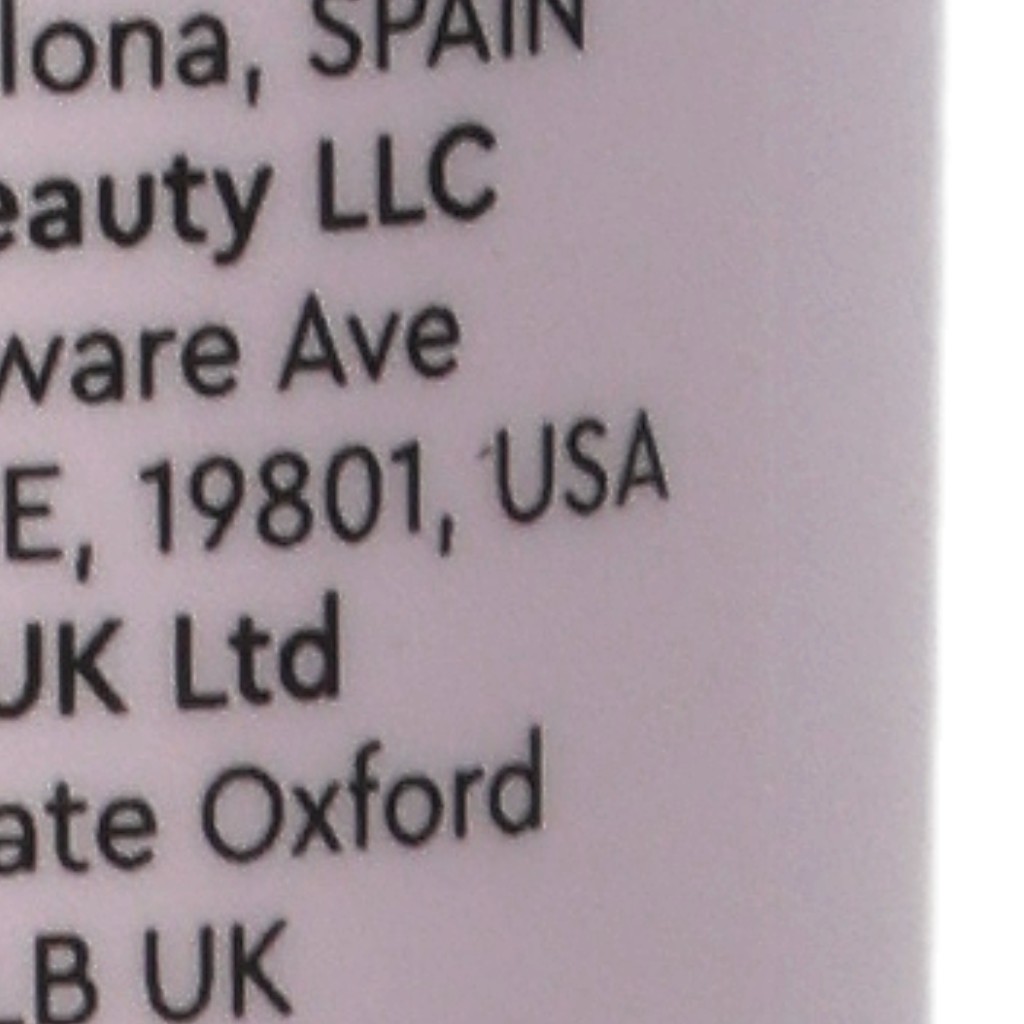 lona, SPAIN
eauty LLC
ware Ave
E, 19801, USA
UK Ltd
ate Oxford
LB UK